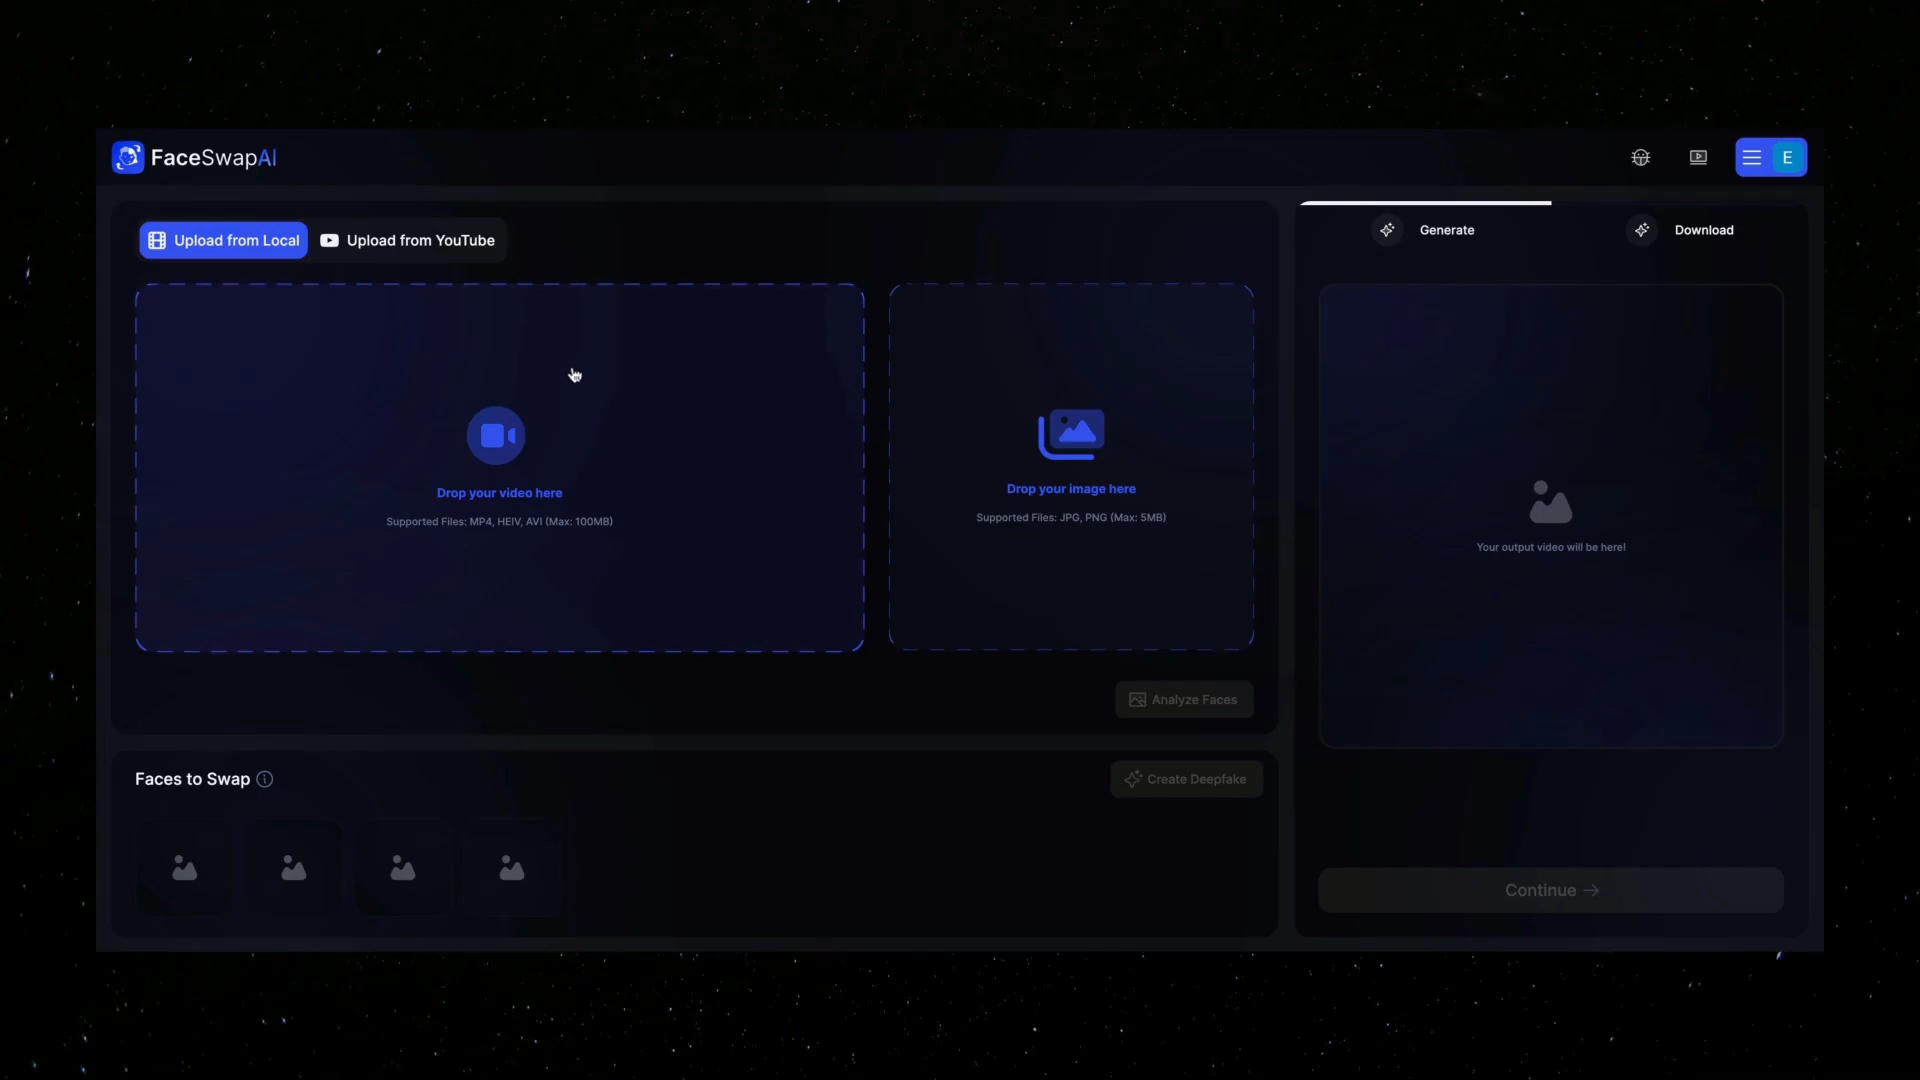 FaceSwapAI
E
Upload from Local
Upload from YouTube
Generate
Download
Drop your video here
Supported Files: MP4, HEIV, AVI (Max: 100MB)
Drop your image here
Supported Files: JPG, PNG (Max: 5MB)
Your output video will be here!
Analyze Faces
Faces to Swap
Create Deepfake
Continue →